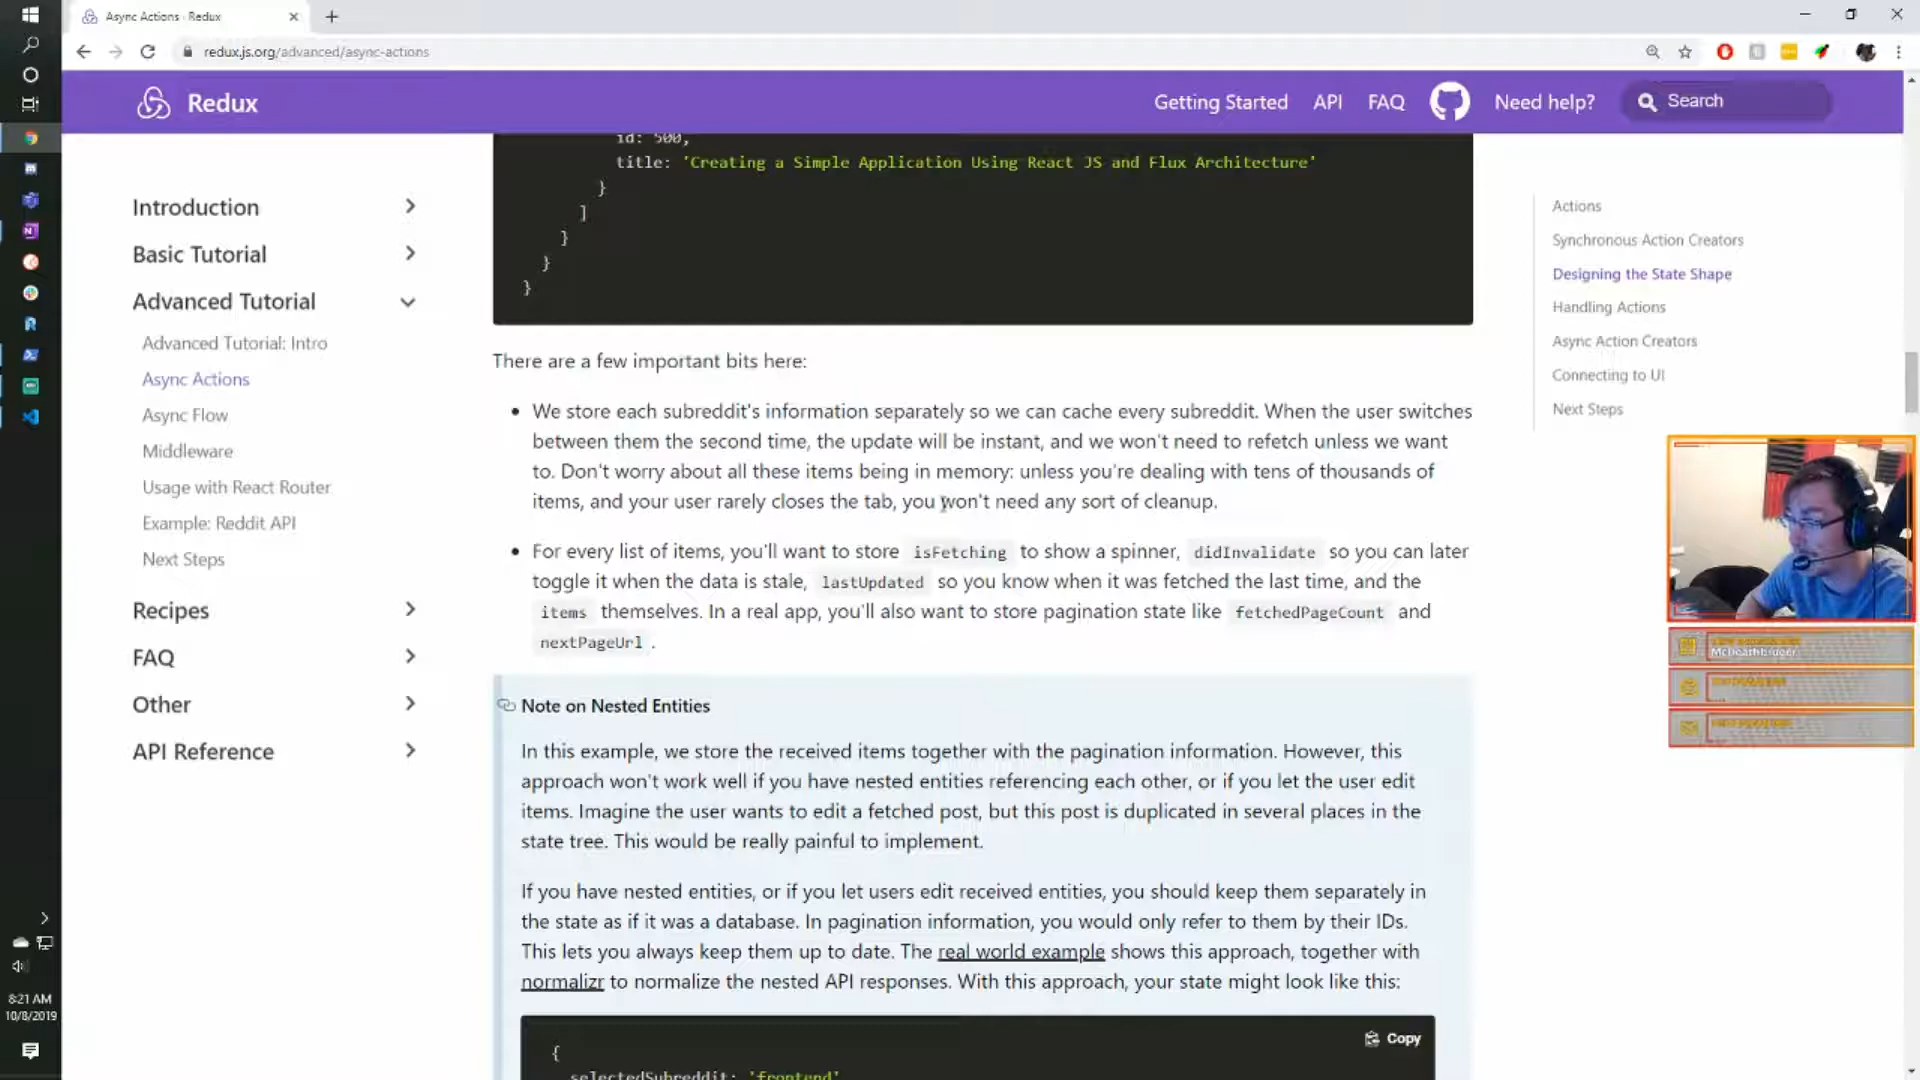 Async Actions · Redux
redux.js.org/advanced/async-actions
Redux
Getting Started
API
FAQ
Need help?
Search
Introduction
Basic Tutorial
Advanced Tutorial
Advanced Tutorial: Intro
Async Actions
Async Flow
Middleware
Usage with React Router
Example: Reddit API
Next Steps
Recipes
FAQ
Other
API Reference
id: 500,
title: 'Creating a Simple Application Using React JS and Flux Architecture'
}
]
}
}
}
There are a few important bits here:
We store each subreddit's information separately so we can cache every subreddit. When the user switches
between them the second time, the update will be instant, and we won't need to refetch unless we want
to. Don't worry about all these items being in memory: unless you're dealing with tens of thousands of
items, and your user rarely closes the tab, you won't need any sort of cleanup.
For every list of items, you'll want to store isFetching to show a spinner, didInvalidate so you can later
toggle it when the data is stale, lastUpdated so you know when it was fetched the last time, and the
items themselves. In a real app, you'll also want to store pagination state like fetchedPageCount and
nextPageUrl .
Note on Nested Entities
In this example, we store the received items together with the pagination information. However, this
approach won't work well if you have nested entities referencing each other, or if you let the user edit
items. Imagine the user wants to edit a fetched post, but this post is duplicated in several places in the
state tree. This would be really painful to implement.
If you have nested entities, or if you let users edit received entities, you should keep them separately in
the state as if it was a database. In pagination information, you would only refer to them by their IDs.
This lets you always keep them up to date. The real world example shows this approach, together with
normalizr to normalize the nested API responses. With this approach, your state might look like this:
Copy
{
selectedSubreddit: 'frontend'
Actions
Synchronous Action Creators
Designing the State Shape
Handling Actions
Async Action Creators
Connecting to UI
Next Steps
8:21 AM
10/8/2019